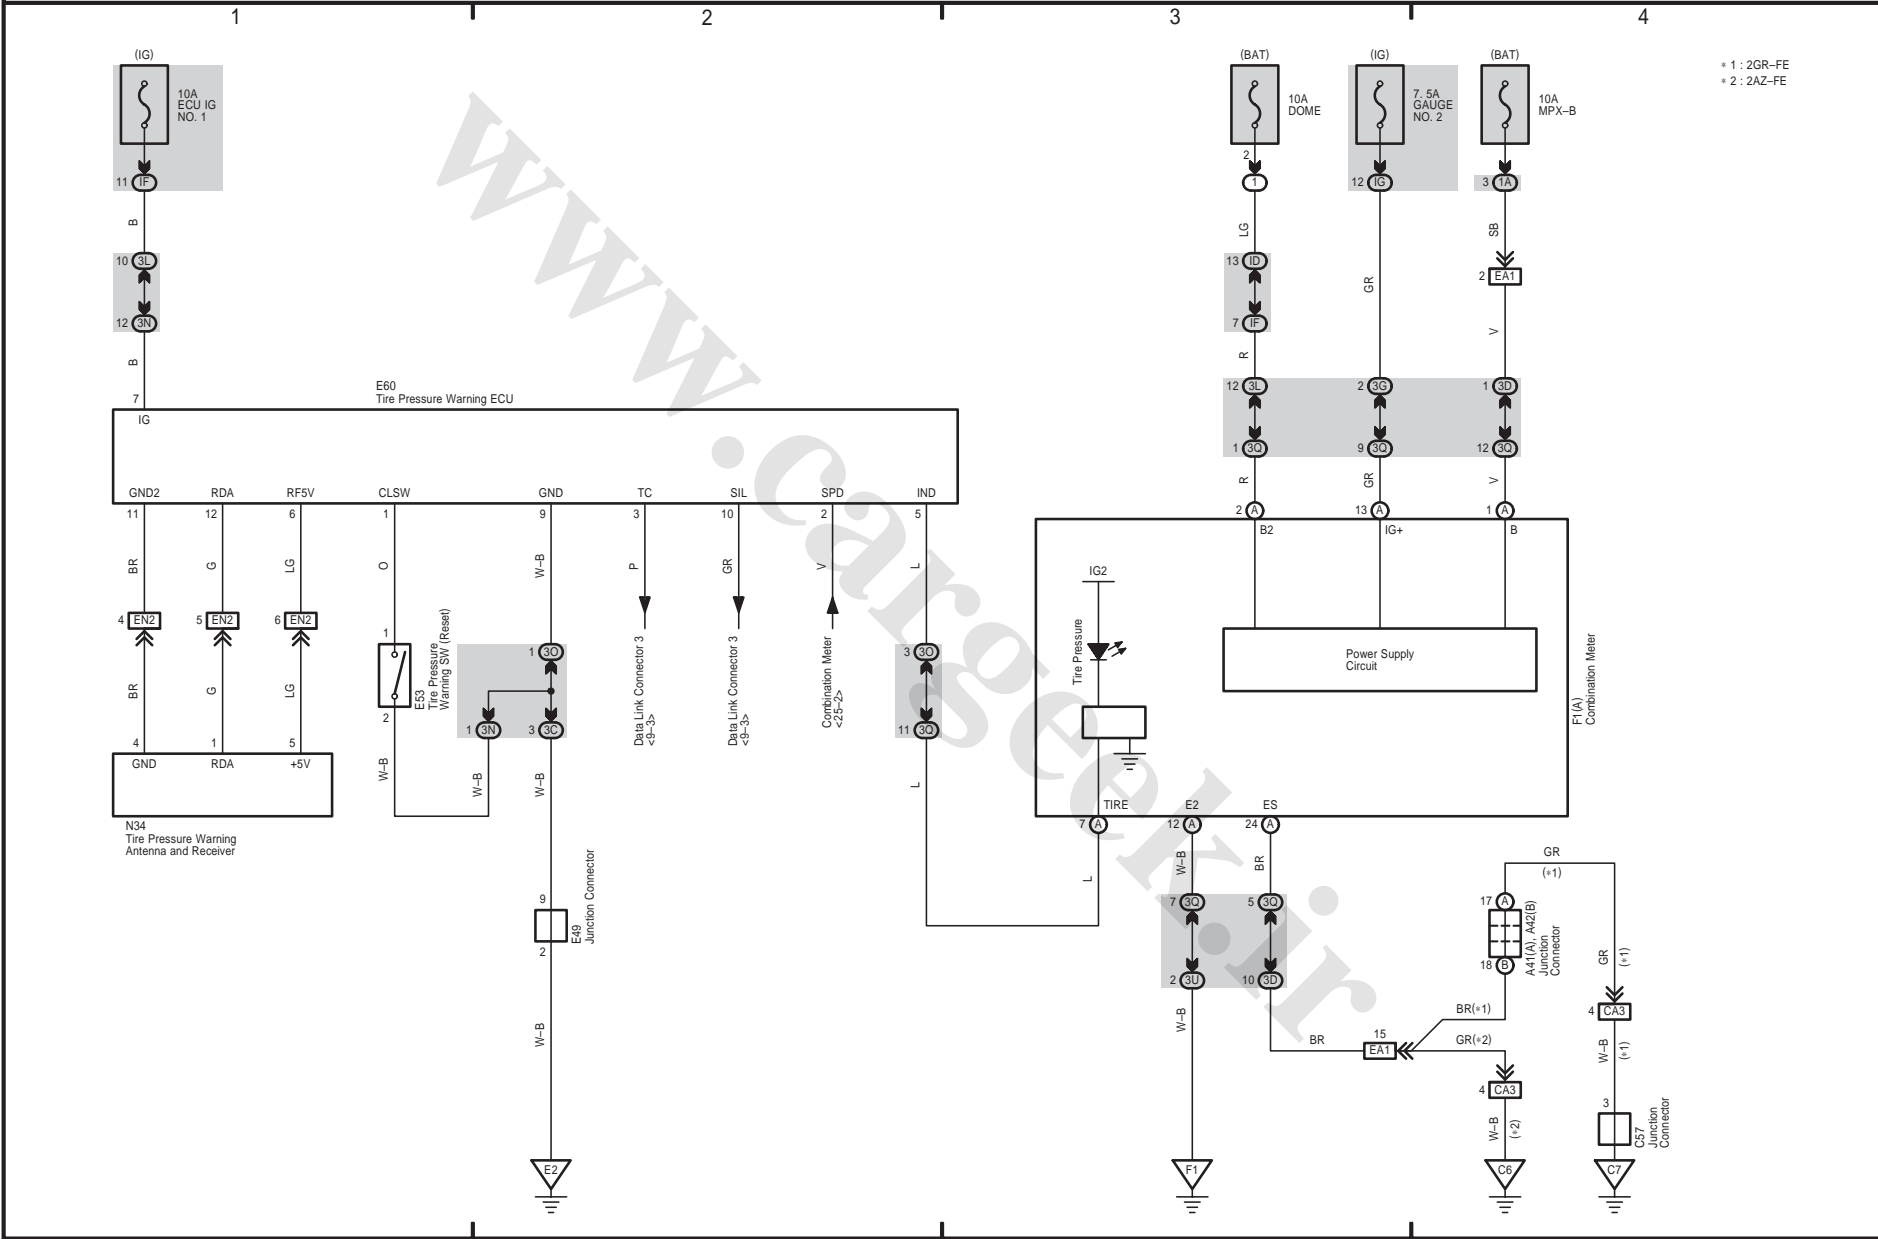 1
2
3
4
(IG)
10A
ECU IG
NO. 1
11 IF
B
10 3L
12 3N
B
7
E60
Tire Pressure Warning ECU
IG
GND2 RDA RF5V CLSW GND TC SIL SPD IND
11 12 6 1 9 3 10 2 5
BR G LG O W–B P GR V L
4 EN2
5 EN2
6 EN2
BR G LG
4 1 5
GND RDA +5V
N34
Tire Pressure Warning
Antenna and Receiver
1
2
E53
Tire Pressure
Warning SW (Reset)
W–B
1 3O
1 3N
3 3C
W–B
W–B
Data Link Connector 3
<9–3>
Data Link Connector 3
<9–3>
Combination Meter
<25–2>
3 3O
11 3Q
L
9
2
E49
Junction Connector
W–B
E2
(BAT)
10A
DOME
2
1
LG
13 ID
7 IF
R
12 3L
1 3Q
R
2 A
(IG)
7. 5A
GAUGE
NO. 2
12 IG
GR
2 3G
9 3Q
GR
13 A
(BAT)
10A
MPX–B
3 1A
SB
2 EA1
V
1 3D
12 3Q
V
1 A
∗ 1 : 2GR–FE
∗ 2 : 2AZ–FE
B2
IG+
B
IG2
Tire Pressure
Power Supply
Circuit
F1(A)
Combination Meter
TIRE E2 ES
7 A
12 A
24 A
L
W–B
BR
7 3Q
5 3Q
2 3U
10 3D
W–B
F1
BR
15
EA1
BR(∗1)
GR(∗2)
GR
(∗1)
17 A
18 B
A41(A), A42(B)
Junction
Connector
GR
(∗1)
4 CA3
W–B
(∗1)
4 CA3
W–B
(∗2)
3
C57
Junction
Connector
C6
C7
www.cargeek.ir